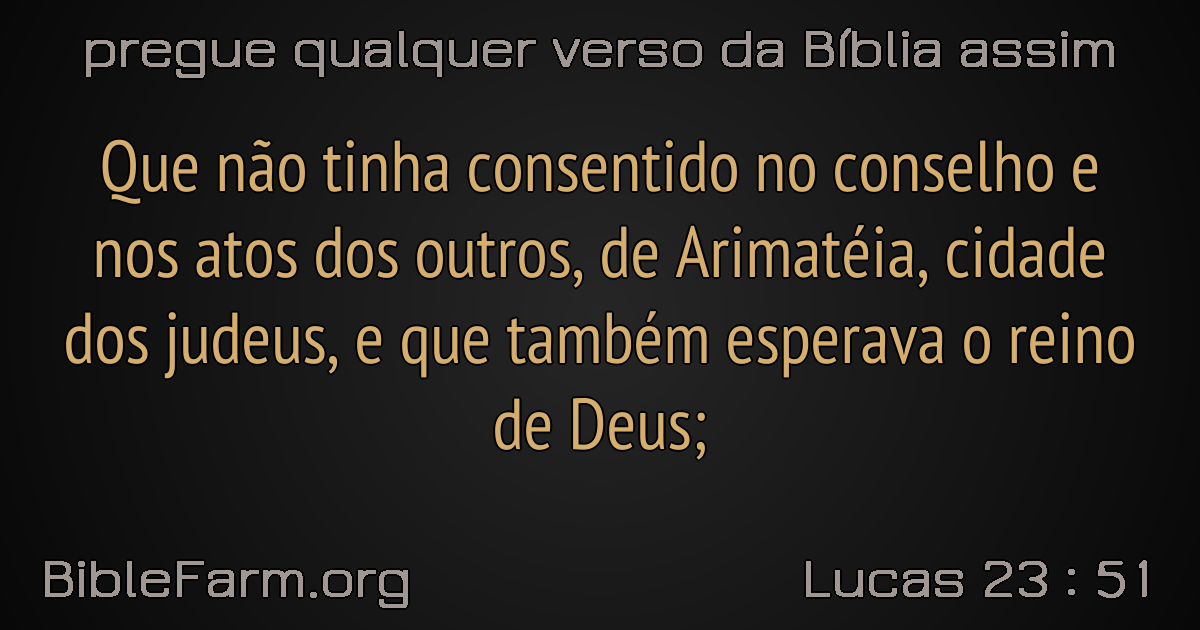 pregue qualquer verso da Bíblia assim
Que não tinha consentido no conselho e
nos atos dos outros, de Arimatéia, cidade
dos judeus, e que também esperava o reino
de Deus;
BibleFarm.org
Lucas 23 : 51